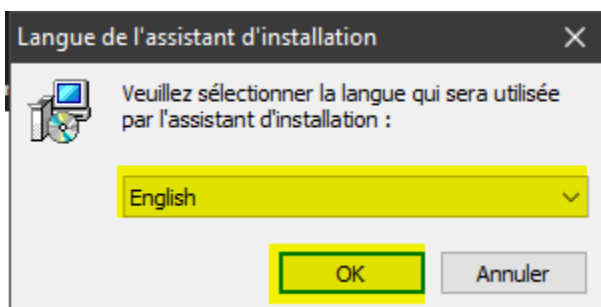 Langue de l'assistant d'installation
Veuillez sélectionner la langue qui sera utilisée
par l'assistant d'installation :
English
OK Annuler